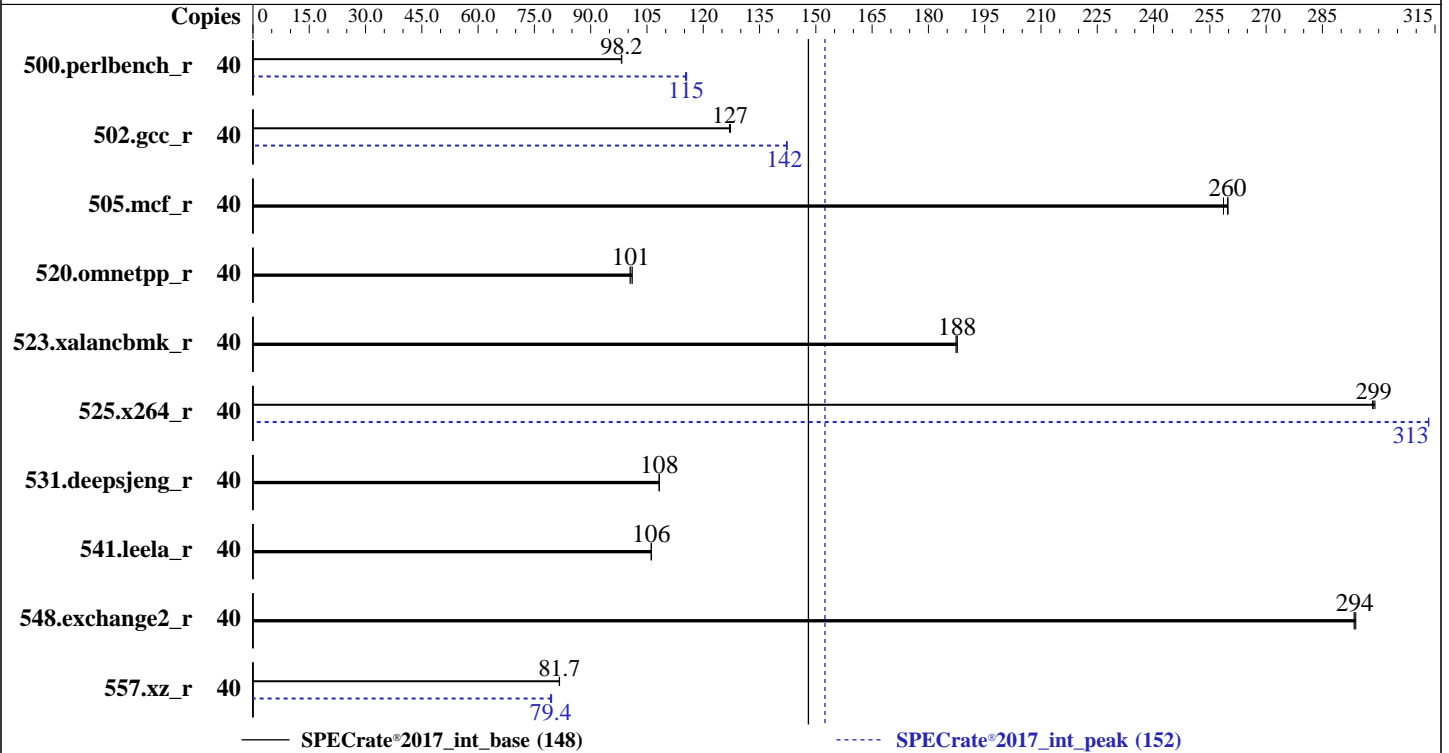 Copies 0 15.0 30.0 45.0 60.0 75.0 90.0 105 120 135 150 165 180 195 210 225 240 255 270 285 315
500.perlbench_r 40 98.2
115
502.gcc_r 40 127
142
505.mcf_r 40 260
520.omnetpp_r 40 101
523.xalancbmk_r 40 188
525.x264_r 40 299
313
531.deepsjeng_r 40 108
541.leela_r 40 106
548.exchange2_r 40 294
557.xz_r 40 81.7
79.4
SPECrate®2017_int_base (148) SPECrate®2017_int_peak (152)